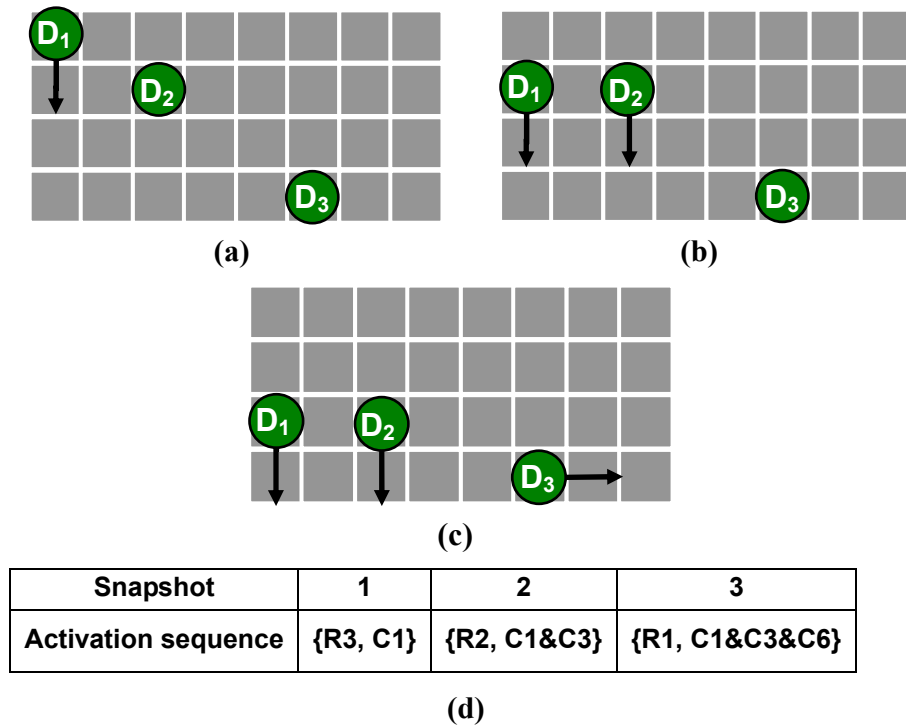 D1
D2
D3
(a)
D1
D2
D3
(b)
D1
D2
D3
(c)
Snapshot 1 2 3
Activation sequence {R3, C1} {R2, C1&C3} {R1, C1&C3&C6}
(d)